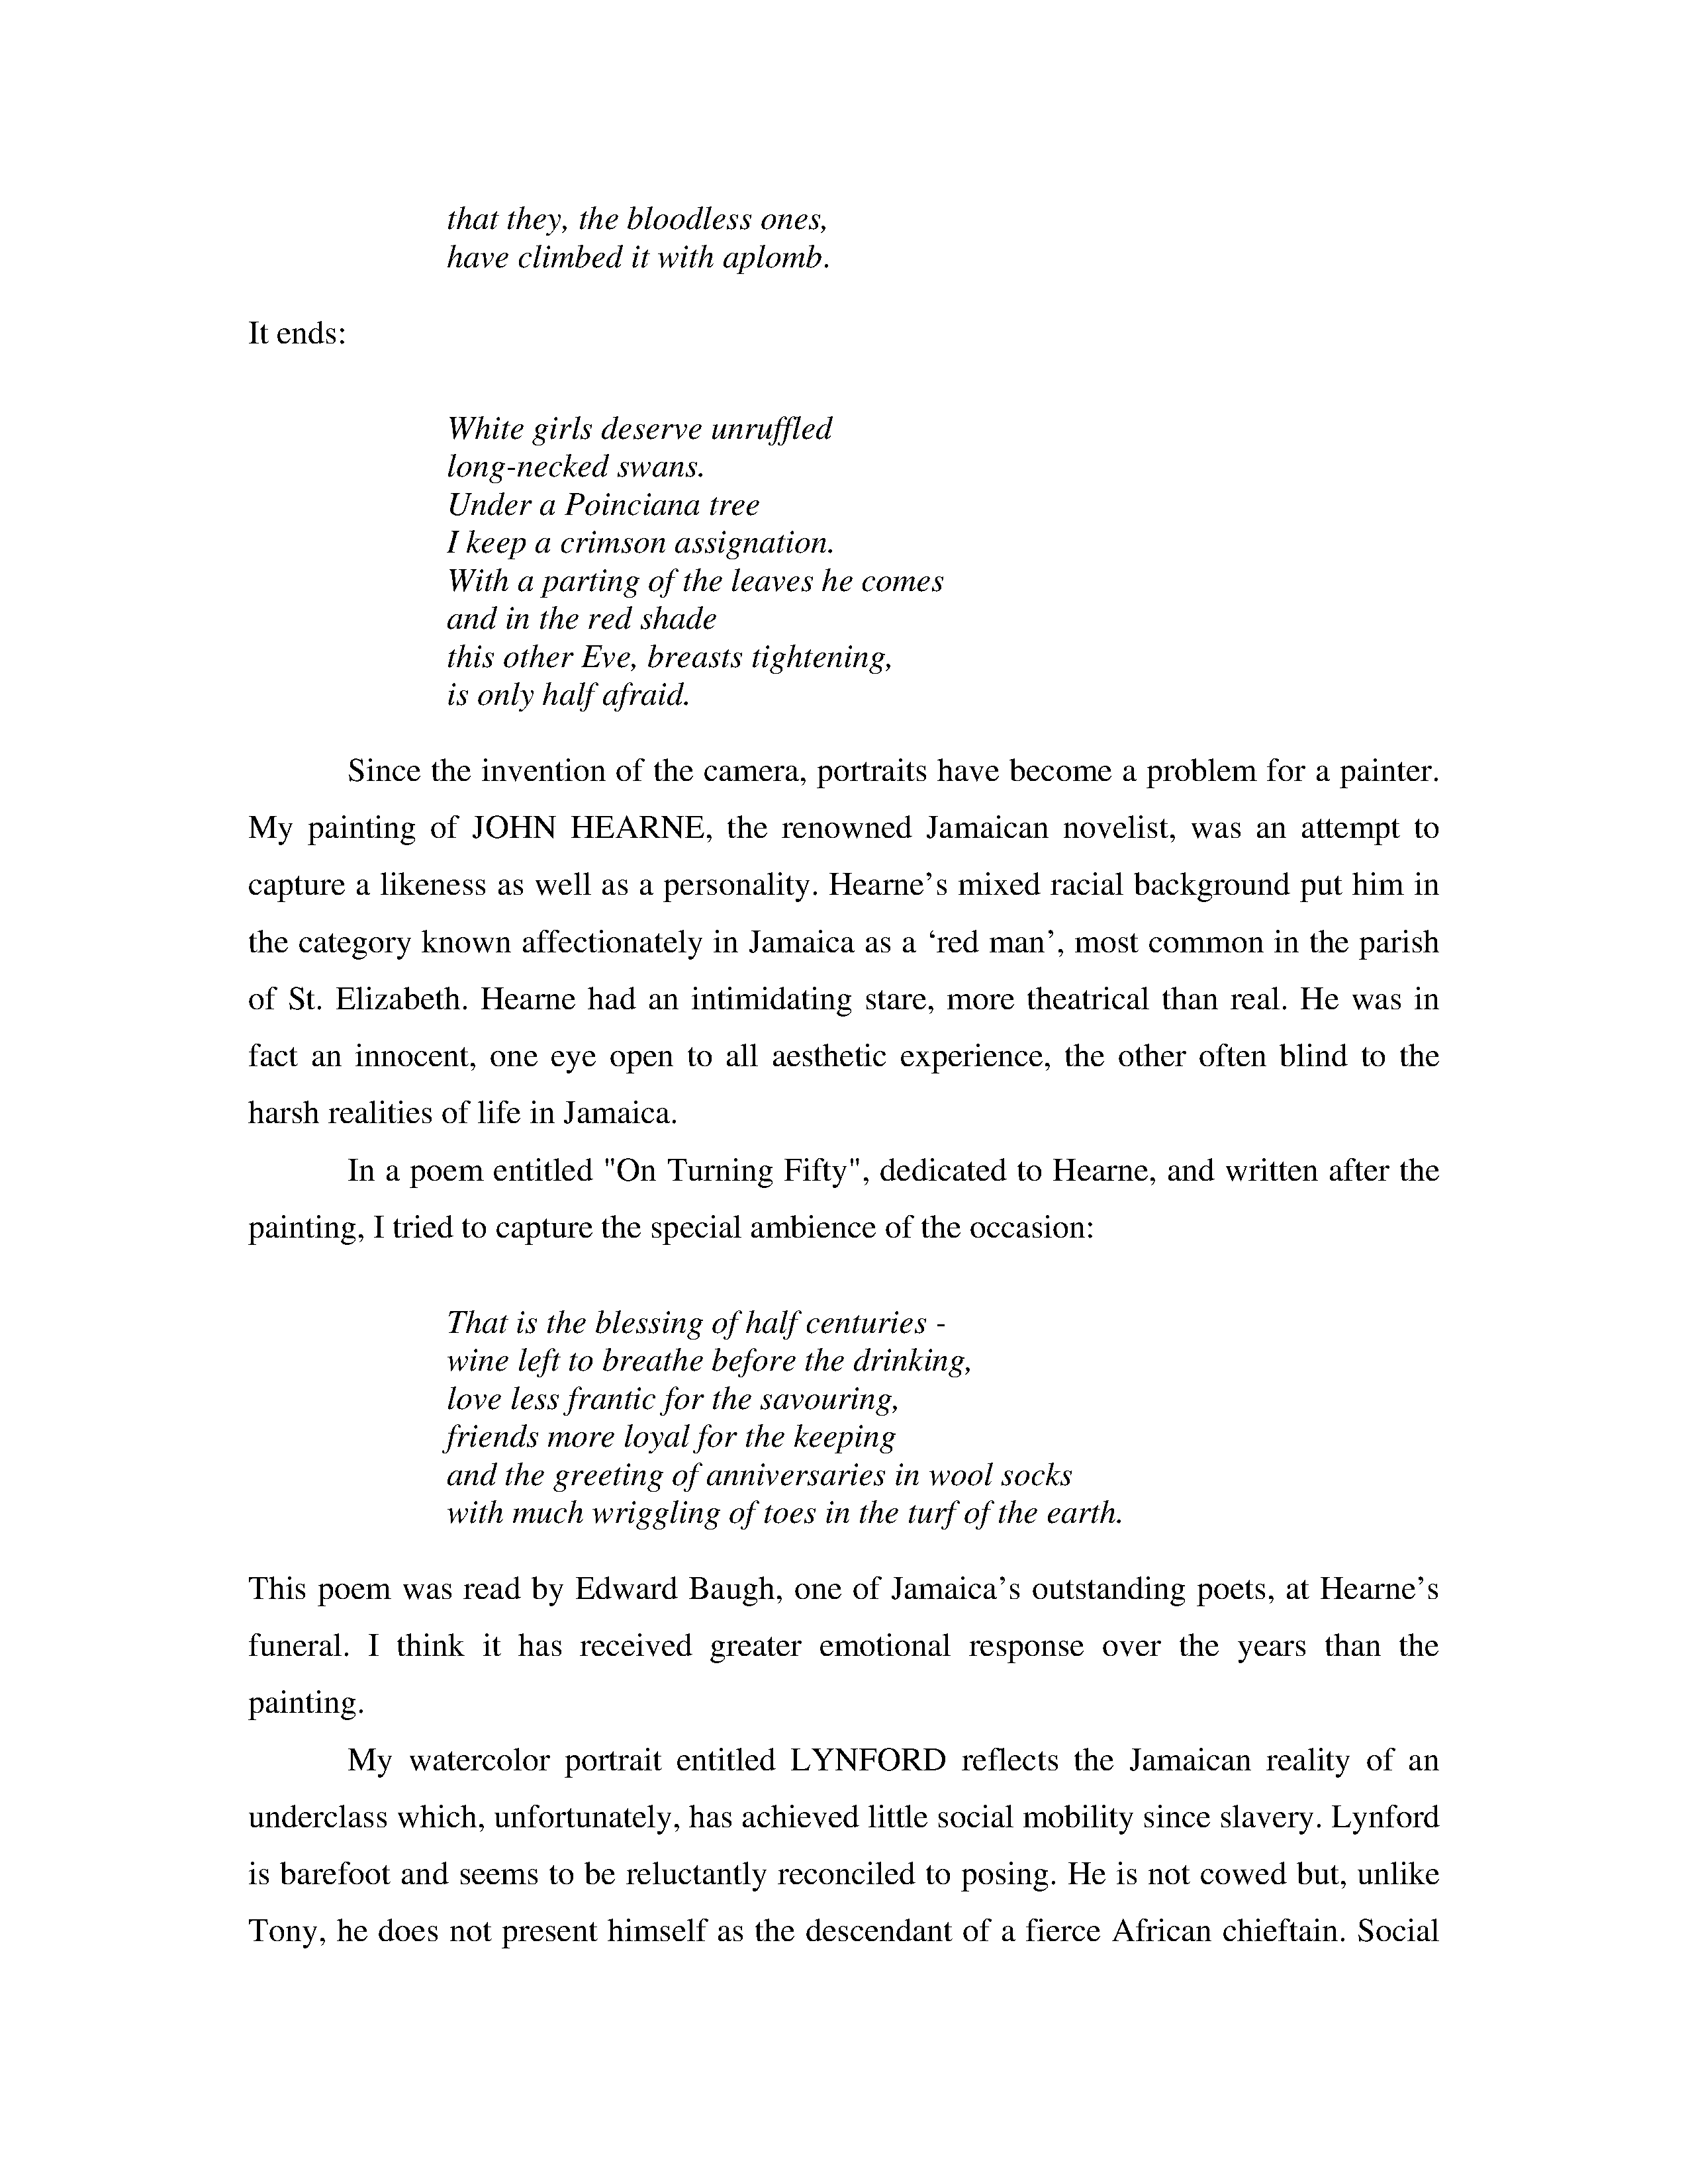 that they, the bloodless ones,
have climbed it with aplomb.
It ends:
White girls deserve unruffled
long-necked swans.
Under a Poinciana tree
I keep a crimson assignation.
With a parting of the leaves he comes
and in the red shade
this other Eve, breasts tightening,
is only half afraid.
Since the invention of the camera, portraits have become a problem for a painter.
My painting of JOHN HEARNE, the renowned Jamaican novelist, was an attempt to
capture a likeness as well as a personality. Hearne’s mixed racial background put him in
the category known affectionately in Jamaica as a ‘red man’, most common in the parish
of St. Elizabeth. Hearne had an intimidating stare, more theatrical than real. He was in
fact an innocent, one eye open to all aesthetic experience, the other often blind to the
harsh realities of life in Jamaica.
In a poem entitled "On Turning Fifty", dedicated to Hearne, and written after the
painting, I tried to capture the special ambience of the occasion:
That is the blessing of half centuries -
wine left to breathe before the drinking,
love less frantic for the savouring,
friends more loyal for the keeping
and the greeting of anniversaries in wool socks
with much wriggling of toes in the turf of the earth.
This poem was read by Edward Baugh, one of Jamaica’s outstanding poets, at Hearne’s
funeral. I think it has received greater emotional response over the years than the
painting.
My watercolor portrait entitled LYNFORD reflects the Jamaican reality of an
underclass which, unfortunately, has achieved little social mobility since slavery. Lynford
is barefoot and seems to be reluctantly reconciled to posing. He is not cowed but, unlike
Tony, he does not present himself as the descendant of a fierce African chieftain. Social